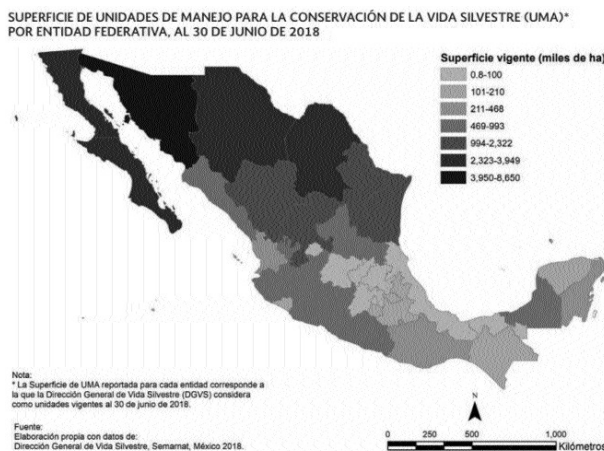 SUPERFICIE DE UNIDADES DE MANEJO PARA LA CONSERVACIÓN DE LA VIDA SILVESTRE (UMA)*
POR ENTIDAD FEDERATIVA, AL 30 DE JUNIO DE 2018
Superficie vigente (miles de ha)
0.8-100
101-210
211-468
469-993
994-2,322
2,323-3,949
3,950-8,650
Nota:
* La Superficie de UMA reportada para cada entidad corresponde a
la que la Dirección General de Vida Silvestre (DGVS) considera
como unidades vigentes al 30 de junio de 2018.
Fuente:
Elaboración propia con datos de:
Dirección General de Vida Silvestre, Semarnat, México 2018.
N
0 250 500 1,000
Kilómetros